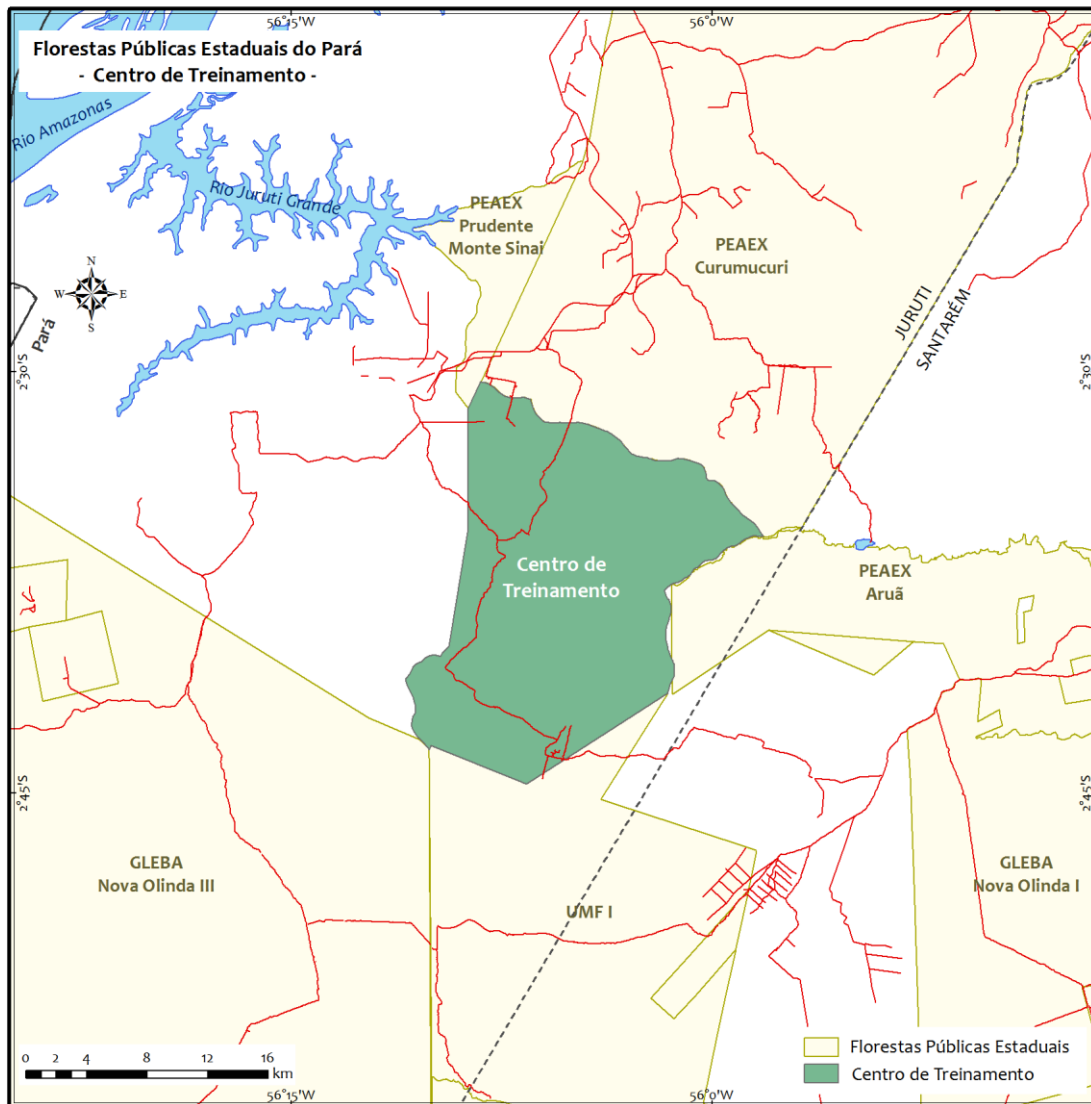 56°15'W
56°0'W
Florestas Públicas Estaduais do Pará
- Centro de Treinamento -
Rio Amazonas
Rio Juruti Grande
PEAEX
Prudente
Monte Sinai
PEAEX
Curumucuri
N
W
E
S
Pará
JURUTI
SANTARÉM
2°30'S
2°30'S
Centro de
Treinamento
PEAEX
Aruã
2°45'S
2°45'S
GLEBA
Nova Olinda III
UMF I
GLEBA
Nova Olinda I
0 2 4 8 12 16
km
Florestas Públicas Estaduais
Centro de Treinamento
56°15'W
56°0'W